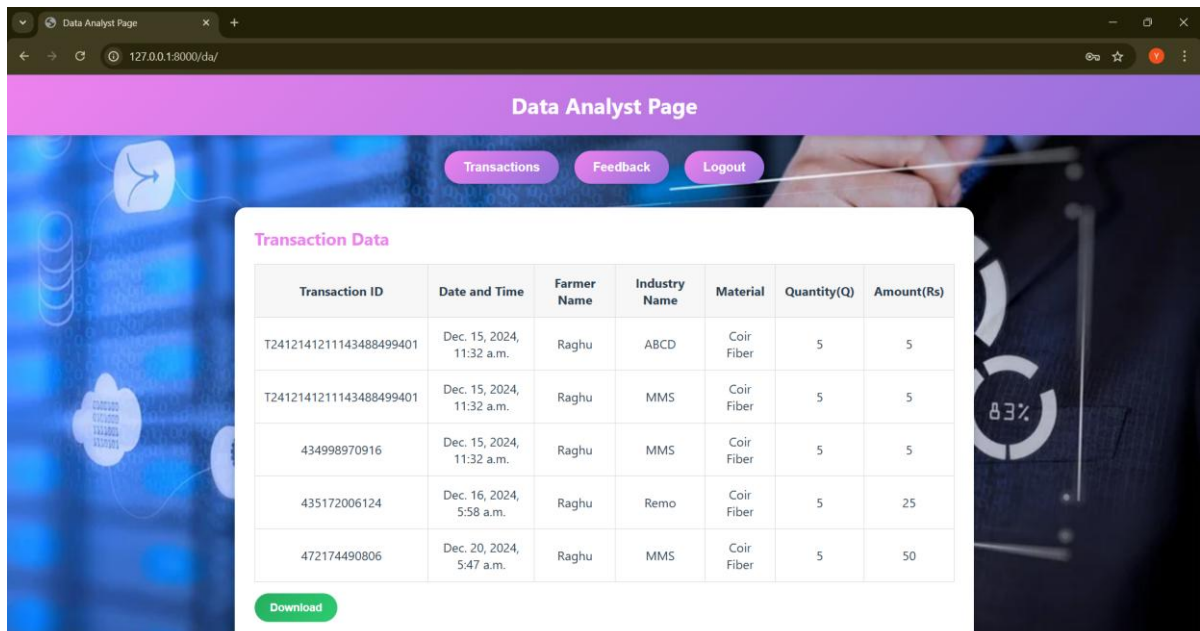 Data Analyst Page
127.0.0.1:8000/da/
Y
Data Analyst Page
Transactions Feedback Logout
Transaction Data
Transaction ID Date and Time Farmer Name Industry Name Material Quantity(Q) Amount(Rs)
T2412141211143488499401 Dec. 15, 2024, 11:32 a.m. Raghu ABCD Coir Fiber 5 5
T2412141211143488499401 Dec. 15, 2024, 11:32 a.m. Raghu MMS Coir Fiber 5 5
434998970916 Dec. 15, 2024, 11:32 a.m. Raghu MMS Coir Fiber 5 5
435172006124 Dec. 16, 2024, 5:58 a.m. Raghu Remo Coir Fiber 5 25
472174490806 Dec. 20, 2024, 5:47 a.m. Raghu MMS Coir Fiber 5 50
83%
Download